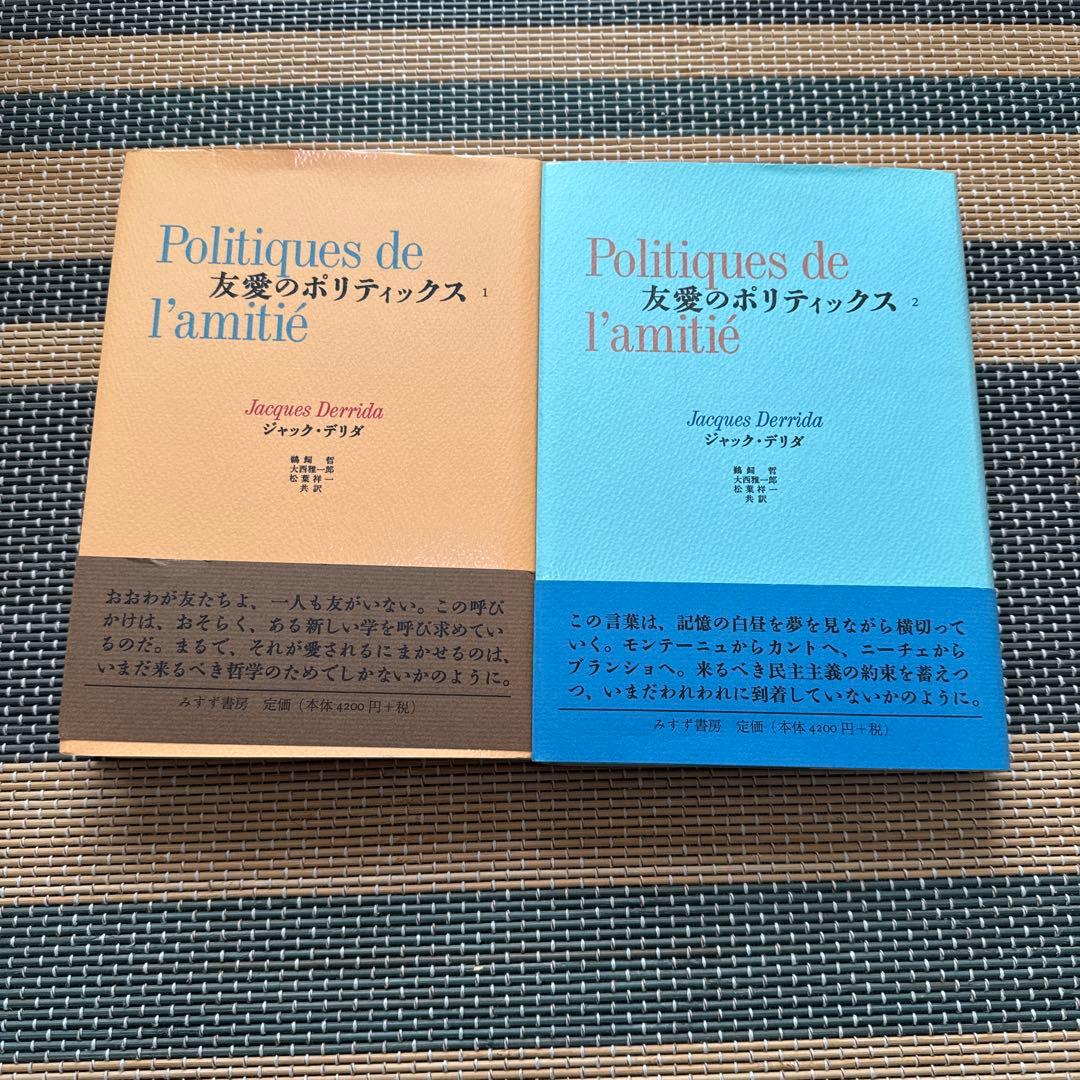 Politiques de
友愛のポリティックス 1
l'amitié
Jacques Derrida
ジャック・デリダ
鵜飼 哲
大西雅一郎
松葉祥一
共訳
おおわが友たちよ、一人も友がいない。この呼び
かけは、おそらく、ある新しい学を呼び求めてい
るのだ。まるで、それが愛されるにまかせるのは、
いまだ来るべき哲学のためでしかないかのように。
みすず書房 定価(本体4200円+税)
Politiques de
友愛のポリティックス 2
l'amitié
Jacques Derrida
ジャック・デリダ
鵜飼 哲
大西雅一郎
松葉祥一
共訳
この言葉は、記憶の白昼を夢を見ながら横切って
いく。モンテーニュからカントへ、ニーチェから
ブランショへ。来るべき民主主義の約束を蓄えつ
つ、いまだわれわれに到着していないかのように。
みすず書房 定価(本体4200円+税)